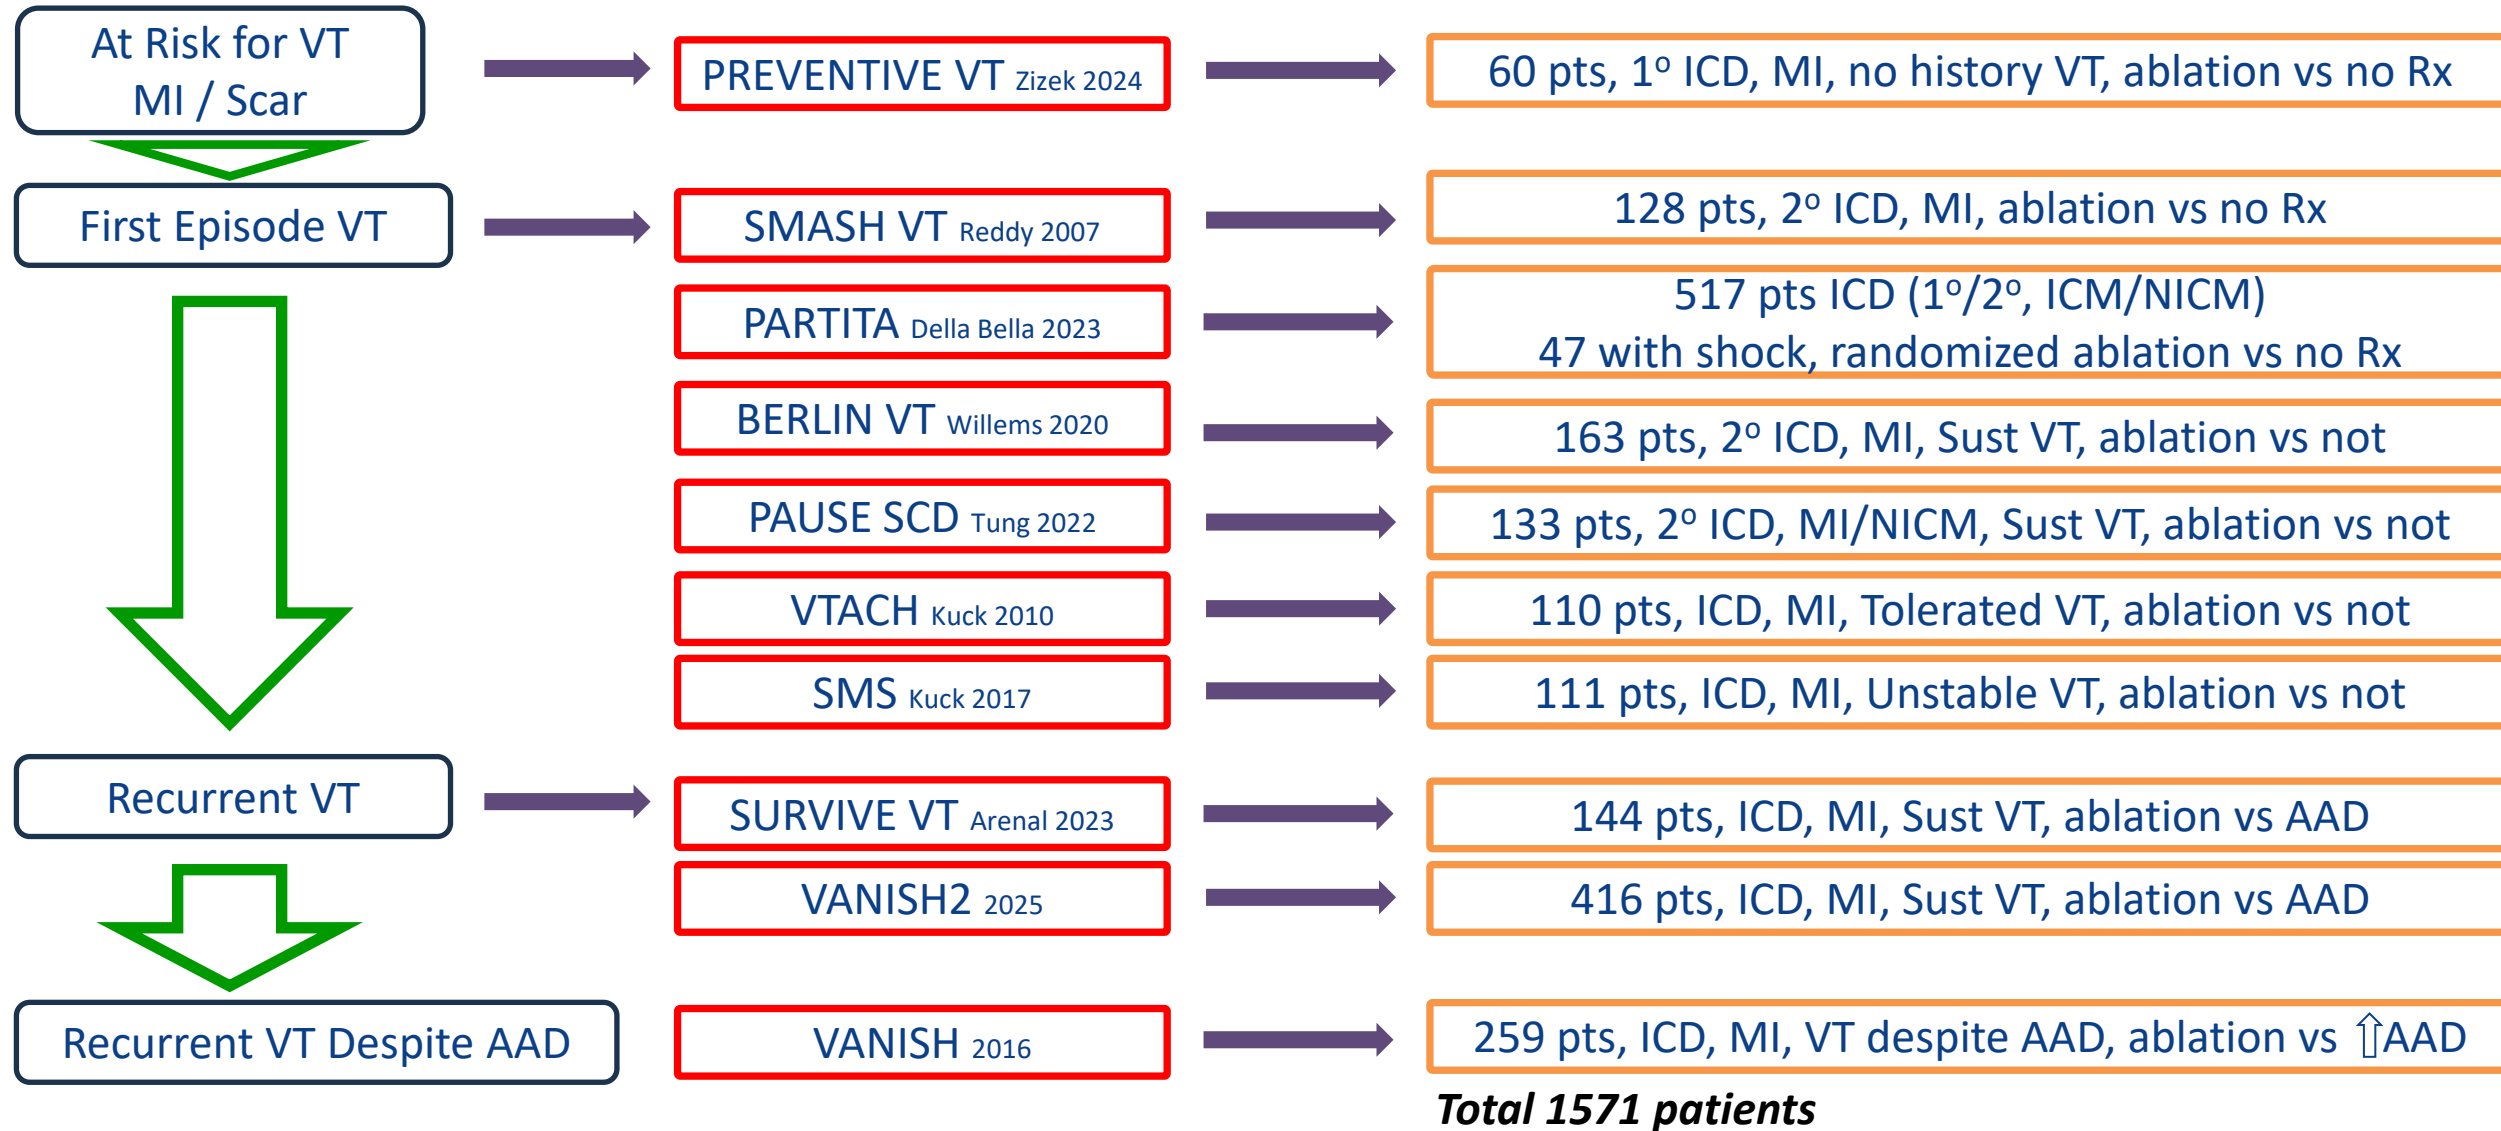 At Risk for VT
MI / Scar
PREVENTIVE VT Zizek 2024
60 pts, 1º ICD, MI, no history VT, ablation vs no Rx
First Episode VT
SMASH VT Reddy 2007
128 pts, 2º ICD, MI, ablation vs no Rx
PARTITA Della Bella 2023
517 pts ICD (1º/2º, ICM/NICM)
47 with shock, randomized ablation vs no Rx
BERLIN VT Willems 2020
163 pts, 2º ICD, MI, Sust VT, ablation vs not
PAUSE SCD Tung 2022
133 pts, 2º ICD, MI/NICM, Sust VT, ablation vs not
VTACH Kuck 2010
110 pts, ICD, MI, Tolerated VT, ablation vs not
SMS Kuck 2017
111 pts, ICD, MI, Unstable VT, ablation vs not
Recurrent VT
SURVIVE VT Arenal 2023
144 pts, ICD, MI, Sust VT, ablation vs AAD
VANISH2 2025
416 pts, ICD, MI, Sust VT, ablation vs AAD
Recurrent VT Despite AAD
VANISH 2016
259 pts, ICD, MI, VT despite AAD, ablation vs ⇑AAD
Total 1571 patients